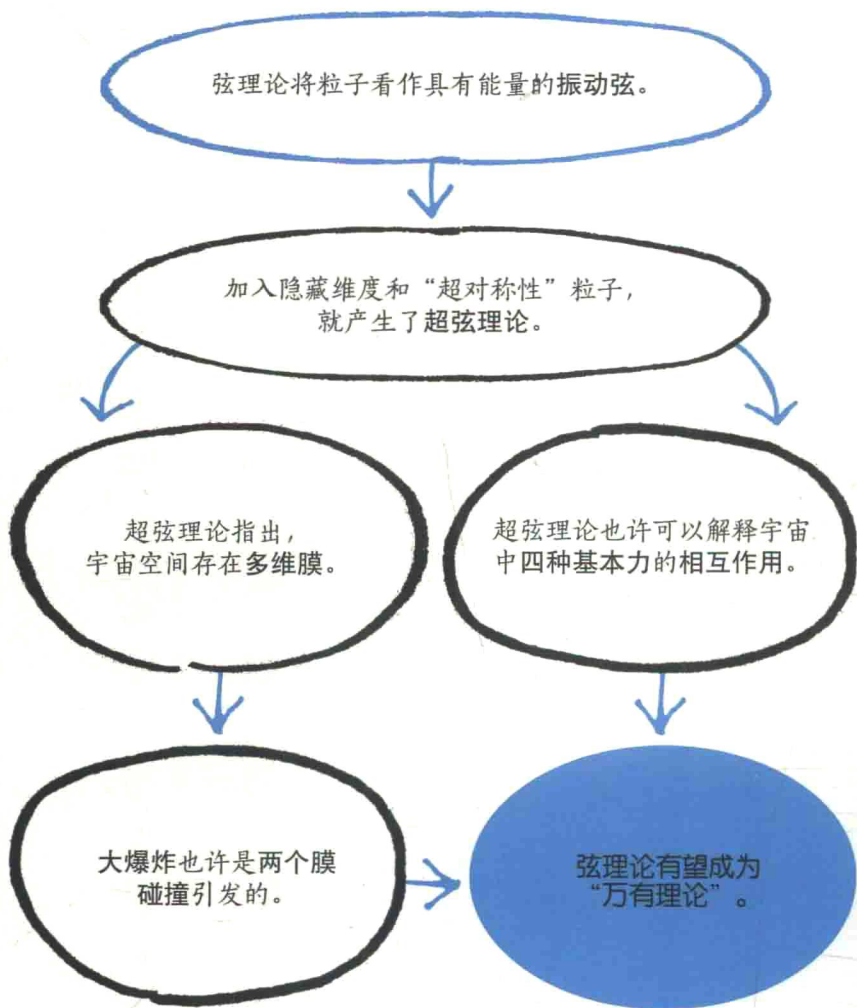 弦理论将粒子看作具有能量的振动弦。
加入隐藏维度和“超对称性”粒子，
就产生了超弦理论。
超弦理论指出，
宇宙空间存在多维膜。
超弦理论也许可以解释宇宙
中四种基本力的相互作用。
大爆炸也许是两个膜
碰撞引发的。
弦理论有望成为
“万有理论”。